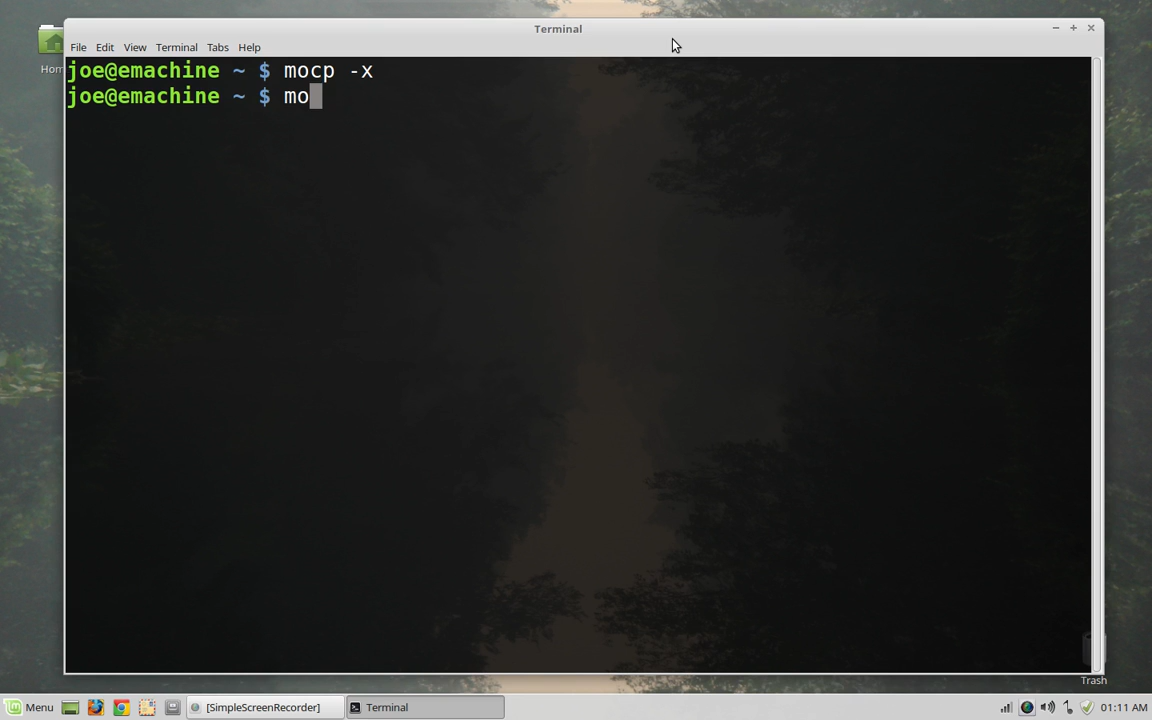 Terminal
File Edit View Terminal Tabs Help
Hom
joe@emachine ~ $ mocp -x
joe@emachine ~ $ mo
Trash
Menu [SimpleScreenRecorder] Terminal 01:11 AM